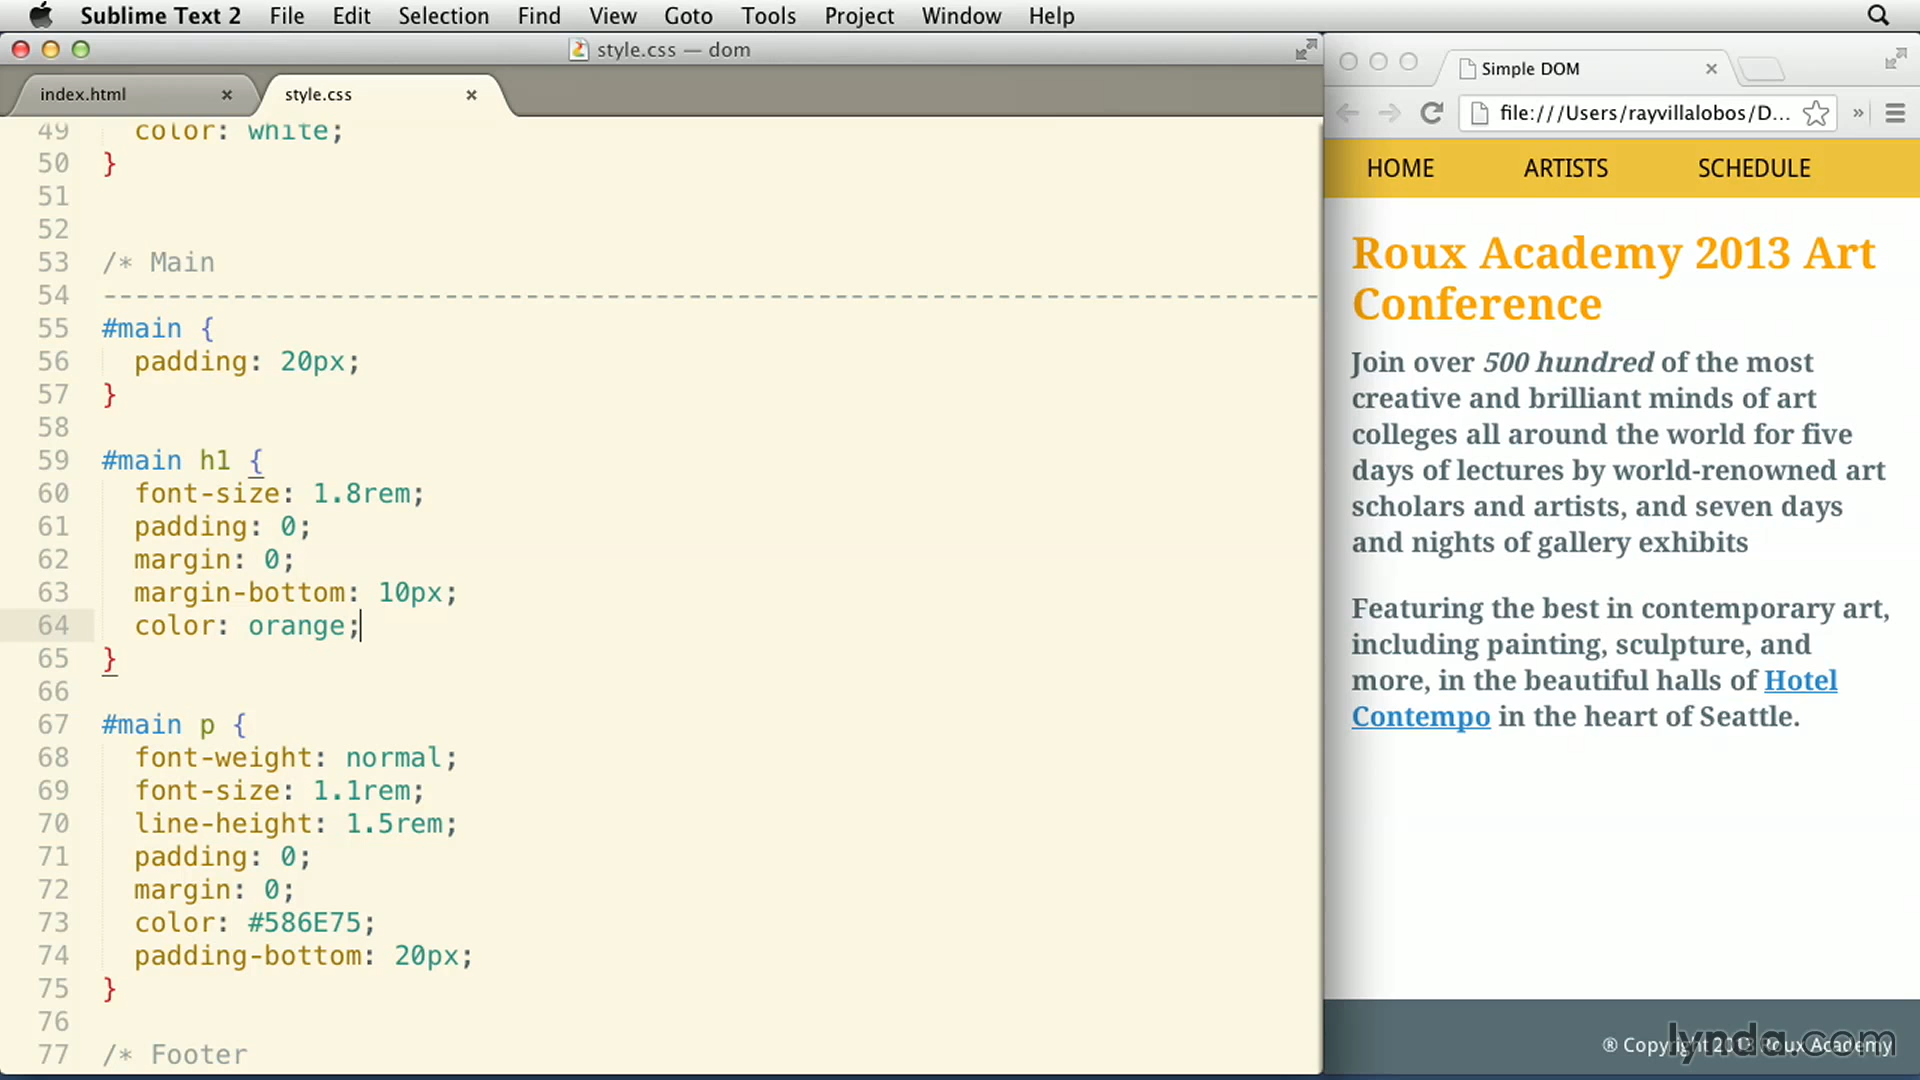 Sublime Text 2 File Edit Selection Find View Goto Tools Project Window Help
style.css — dom
index.html × style.css ×
49 color: white;
50 }
51
52
53 /* Main
54 ---------------------------------------------------------------------------
55 #main {
56 padding: 20px;
57 }
58
59 #main h1 {
60 font-size: 1.8rem;
61 padding: 0;
62 margin: 0;
63 margin-bottom: 10px;
64 color: orange;
65 }
66
67 #main p {
68 font-weight: normal;
69 font-size: 1.1rem;
70 line-height: 1.5rem;
71 padding: 0;
72 margin: 0;
73 color: #586E75;
74 padding-bottom: 20px;
75 }
76
77 /* Footer
Simple DOM ×
file:///Users/rayvillalobos/D... »
HOME ARTISTS SCHEDULE
Roux Academy 2013 Art
Conference
Join over 500 hundred of the most
creative and brilliant minds of art
colleges all around the world for five
days of lectures by world-renowned art
scholars and artists, and seven days
and nights of gallery exhibits
Featuring the best in contemporary art,
including painting, sculpture, and
more, in the beautiful halls of Hotel
Contempo in the heart of Seattle.
® Copyright 2013 Roux Academy
lynda.com